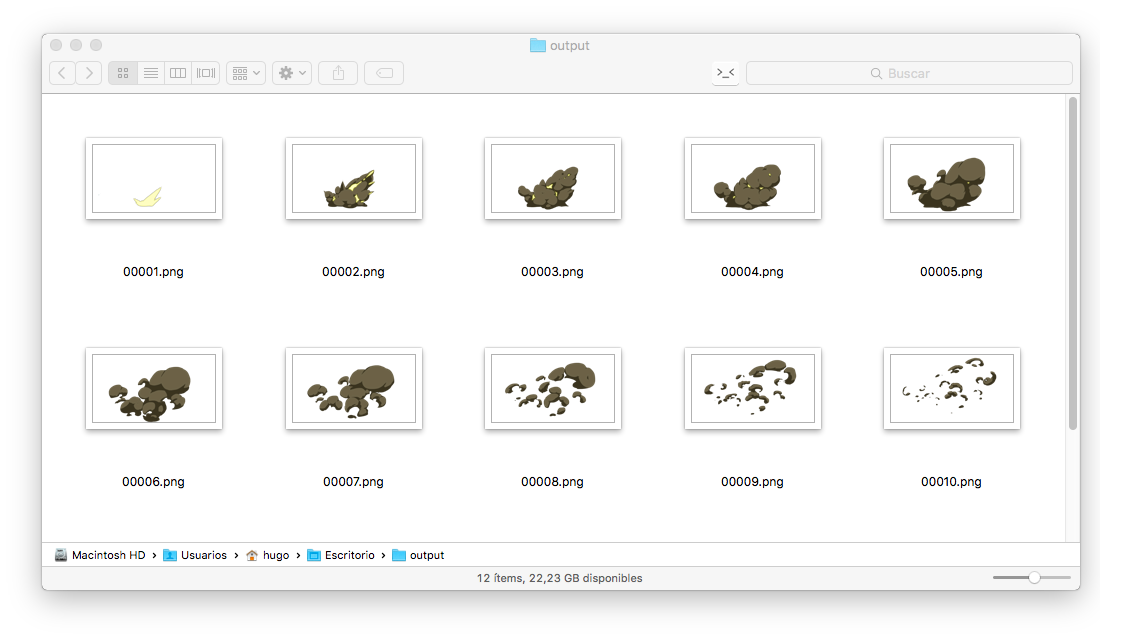 output
>_<
Buscar
00001.png 00002.png 00003.png 00004.png 00005.png
00006.png 00007.png 00008.png 00009.png 00010.png
Macintosh HD › Usuarios › hugo › Escritorio › output
12 ítems, 22,23 GB disponibles